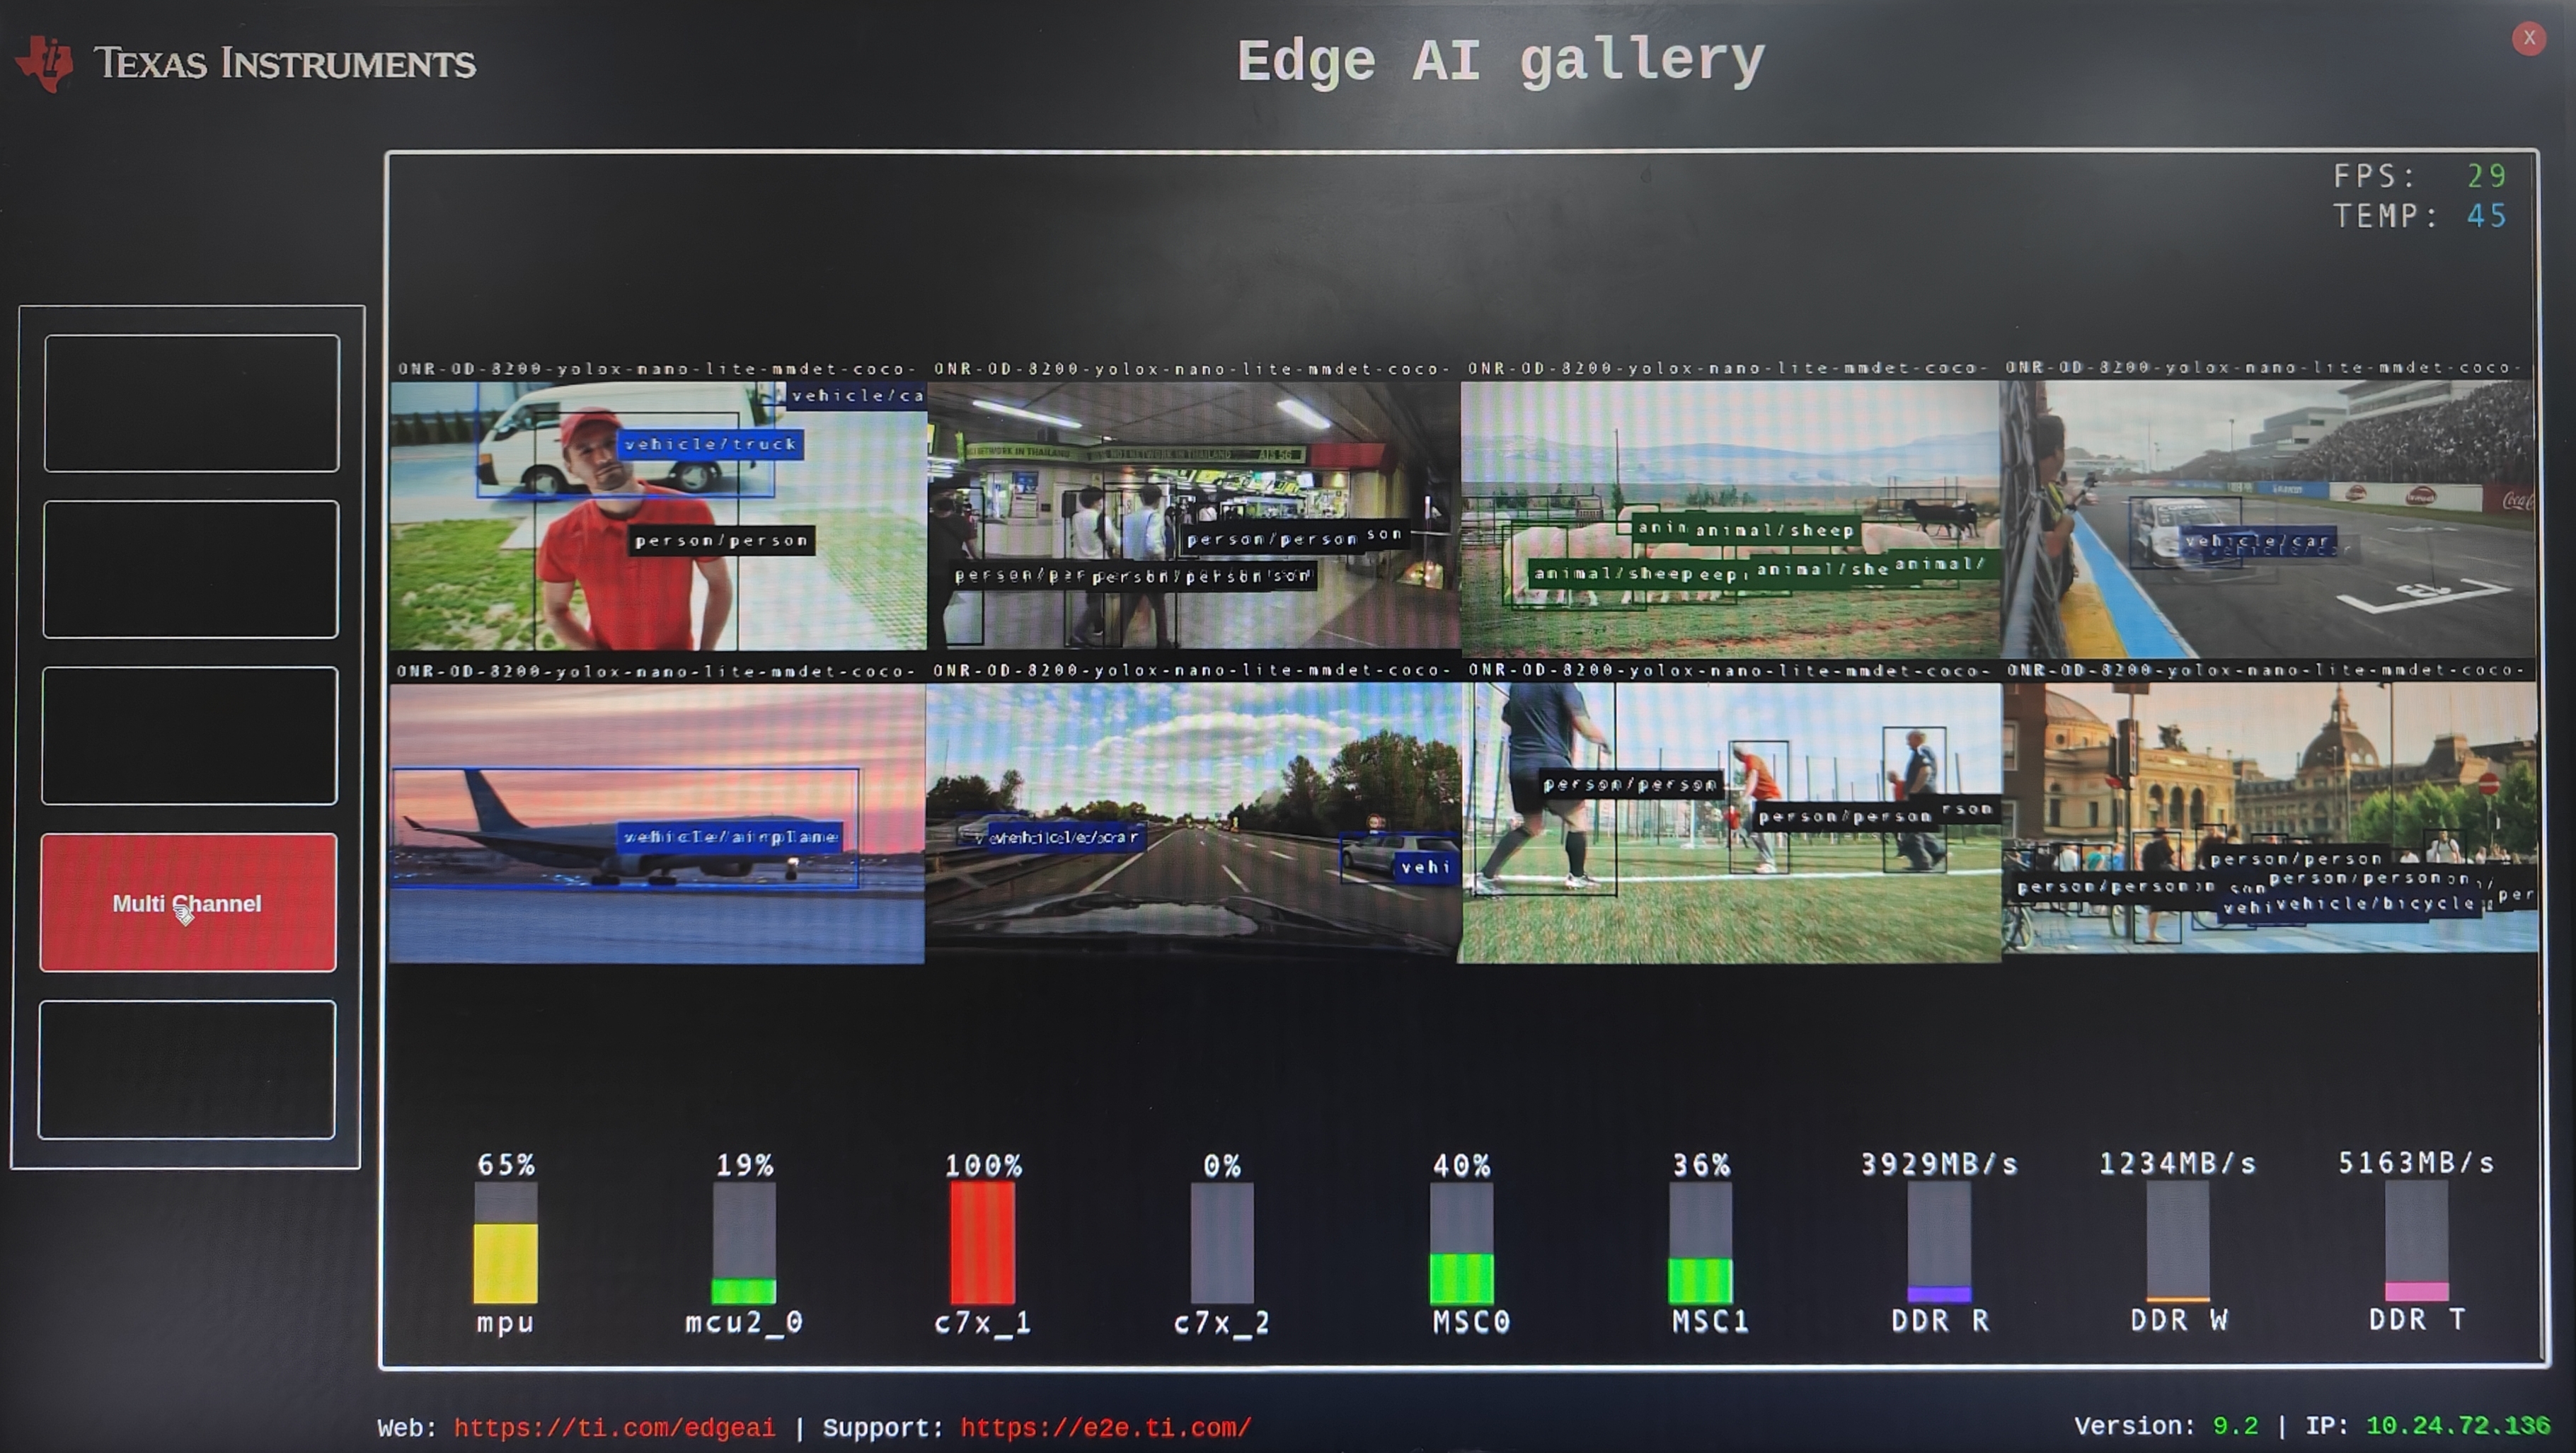 TEXAS INSTRUMENTS
Edge AI gallery
X
FPS: 29
TEMP: 45
ONR-OD-8200-yolox-nano-lite-mmdet-coco-
ONR-OD-8200-yolox-nano-lite-mmdet-coco-
ONR-OD-8200-yolox-nano-lite-mmdet-coco-
ONR-OD-8200-yolox-nano-lite-mmdet-coco-
vehicle/ca
vehicle/truck
person/person
NETWORK IN THAILAND
AIS 5G
person/person son
person/per person/person son
anim animal/sheep
animal/sheep eep animal/she animal/
vehicle/car
Coca
ONR-OD-8200-yolox-nano-lite-mmdet-coco-
ONR-OD-8200-yolox-nano-lite-mmdet-coco-
ONR-OD-8200-yolox-nano-lite-mmdet-coco-
ONR-OD-8200-yolox-nano-lite-mmdet-coco-
vehicle/airplane
vehi
person/person
person/person rson
person/person
person/person person/person on per
vehi vehicle/bicycle
Multi Channel
65% 19% 100% 0% 40% 36% 3929MB/s 1234MB/s 5163MB/s
mpu mcu2_0 c7x_1 c7x_2 MSC0 MSC1 DDR R DDR W DDR T
Web: https://ti.com/edgeai | Support: https://e2e.ti.com/
Version: 9.2 | IP: 10.24.72.136